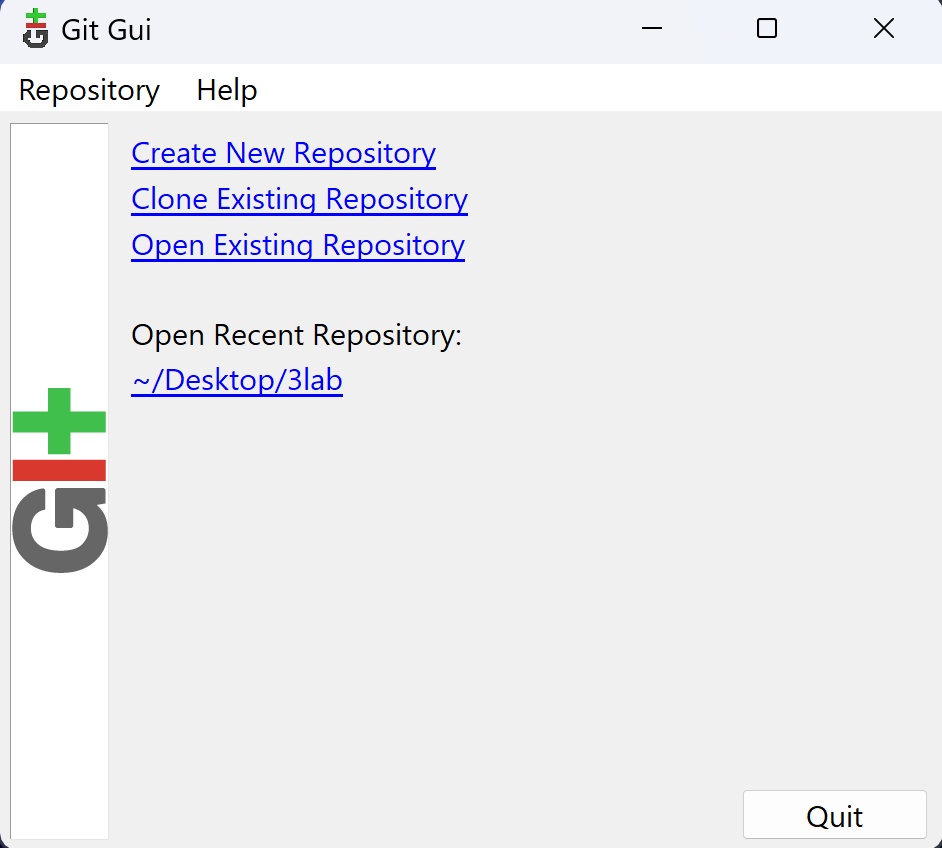 Git Gui
Repository Help
Create New Repository
Clone Existing Repository
Open Existing Repository
Open Recent Repository:
~/Desktop/3lab
GIt
Quit